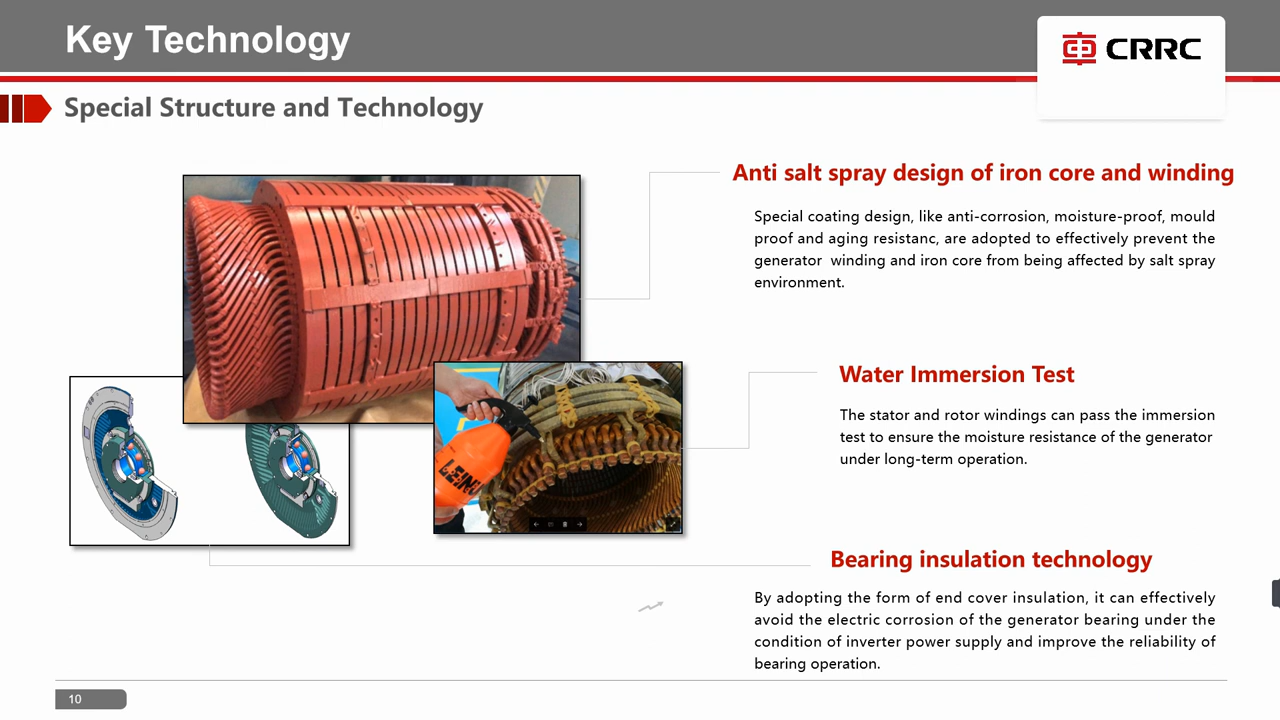 Key Technology
CRRC
Special Structure and Technology
Anti salt spray design of iron core and winding
Special coating design, like anti-corrosion, moisture-proof, mould
proof and aging resistanc, are adopted to effectively prevent the
generator  winding and iron core from being affected by salt spray
environment.
Water Immersion Test
The stator and rotor windings can pass the immersion
test to ensure the moisture resistance of the generator
under long-term operation.
Bearing insulation technology
By adopting the form of end cover insulation, it can effectively
avoid the electric corrosion of the generator bearing under the
condition of inverter power supply and improve the reliability of
bearing operation.
10